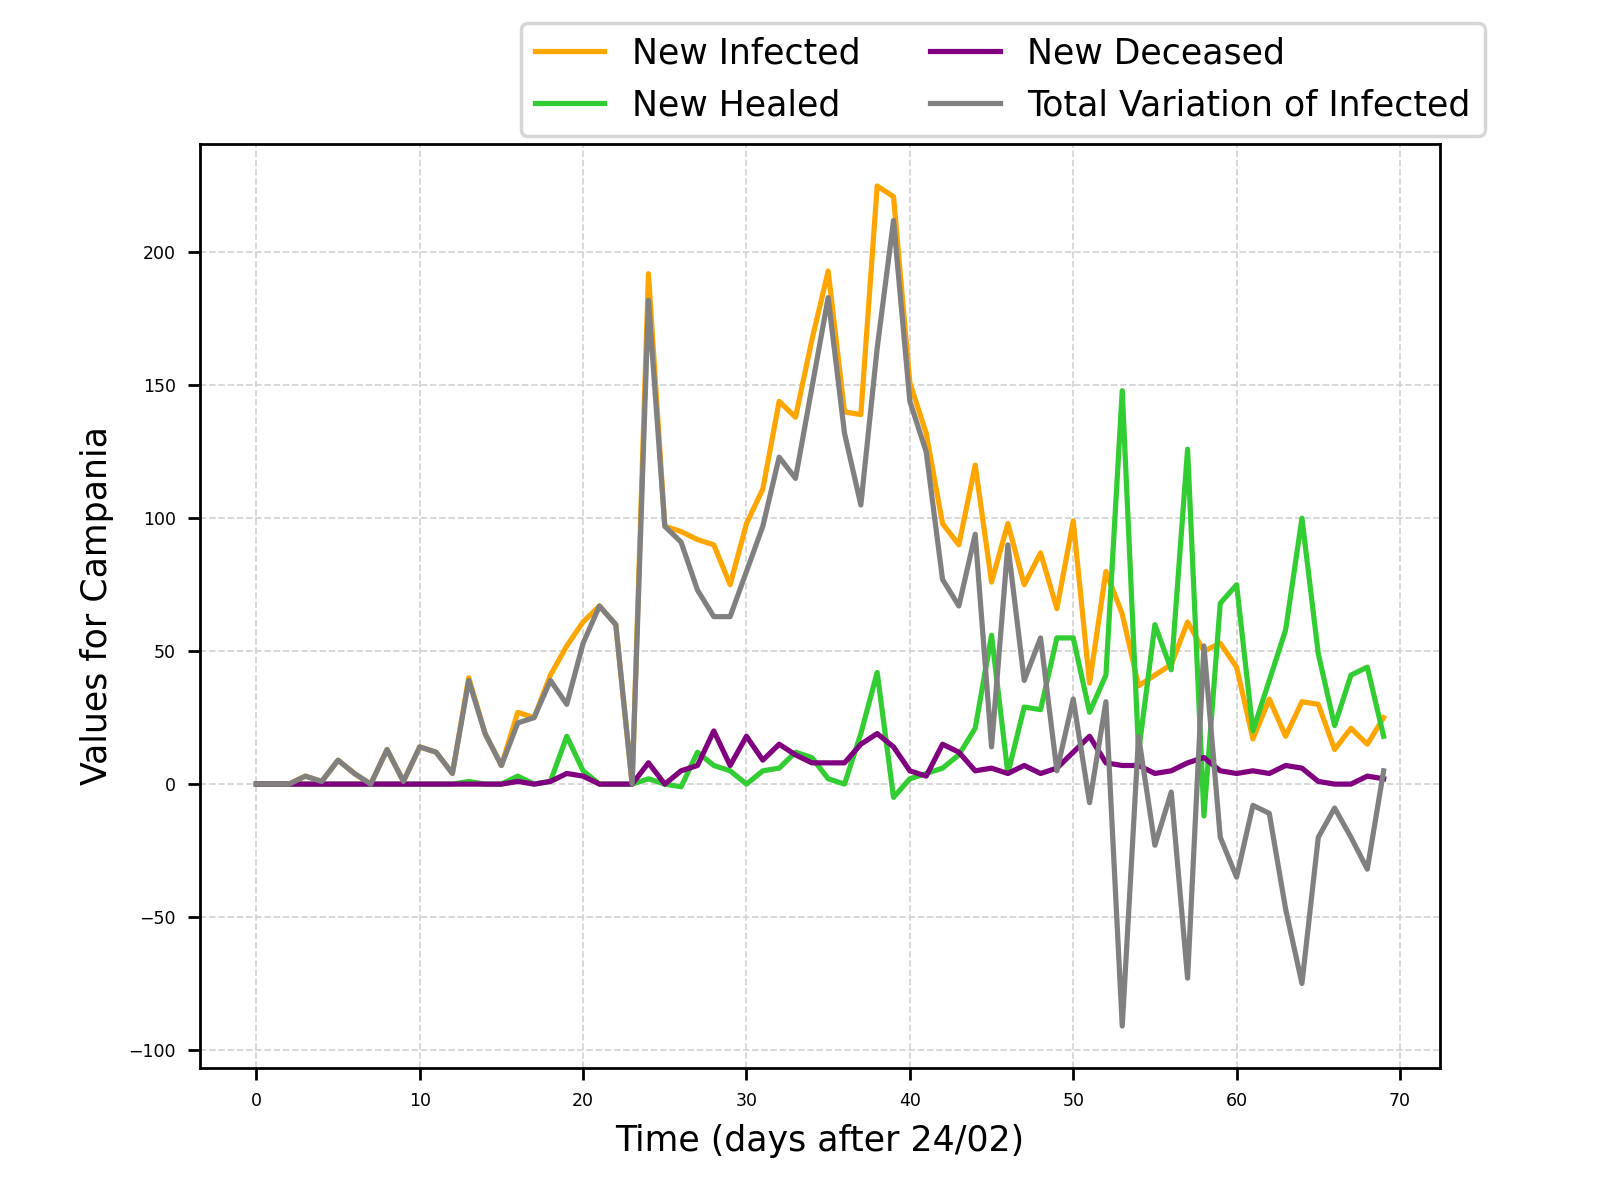 New Infected
New Healed
New Deceased
Total Variation of Infected
Values for Campania
200
150
100
50
0
−50
−100
0 10 20 30 40 50 60 70
Time (days after 24/02)